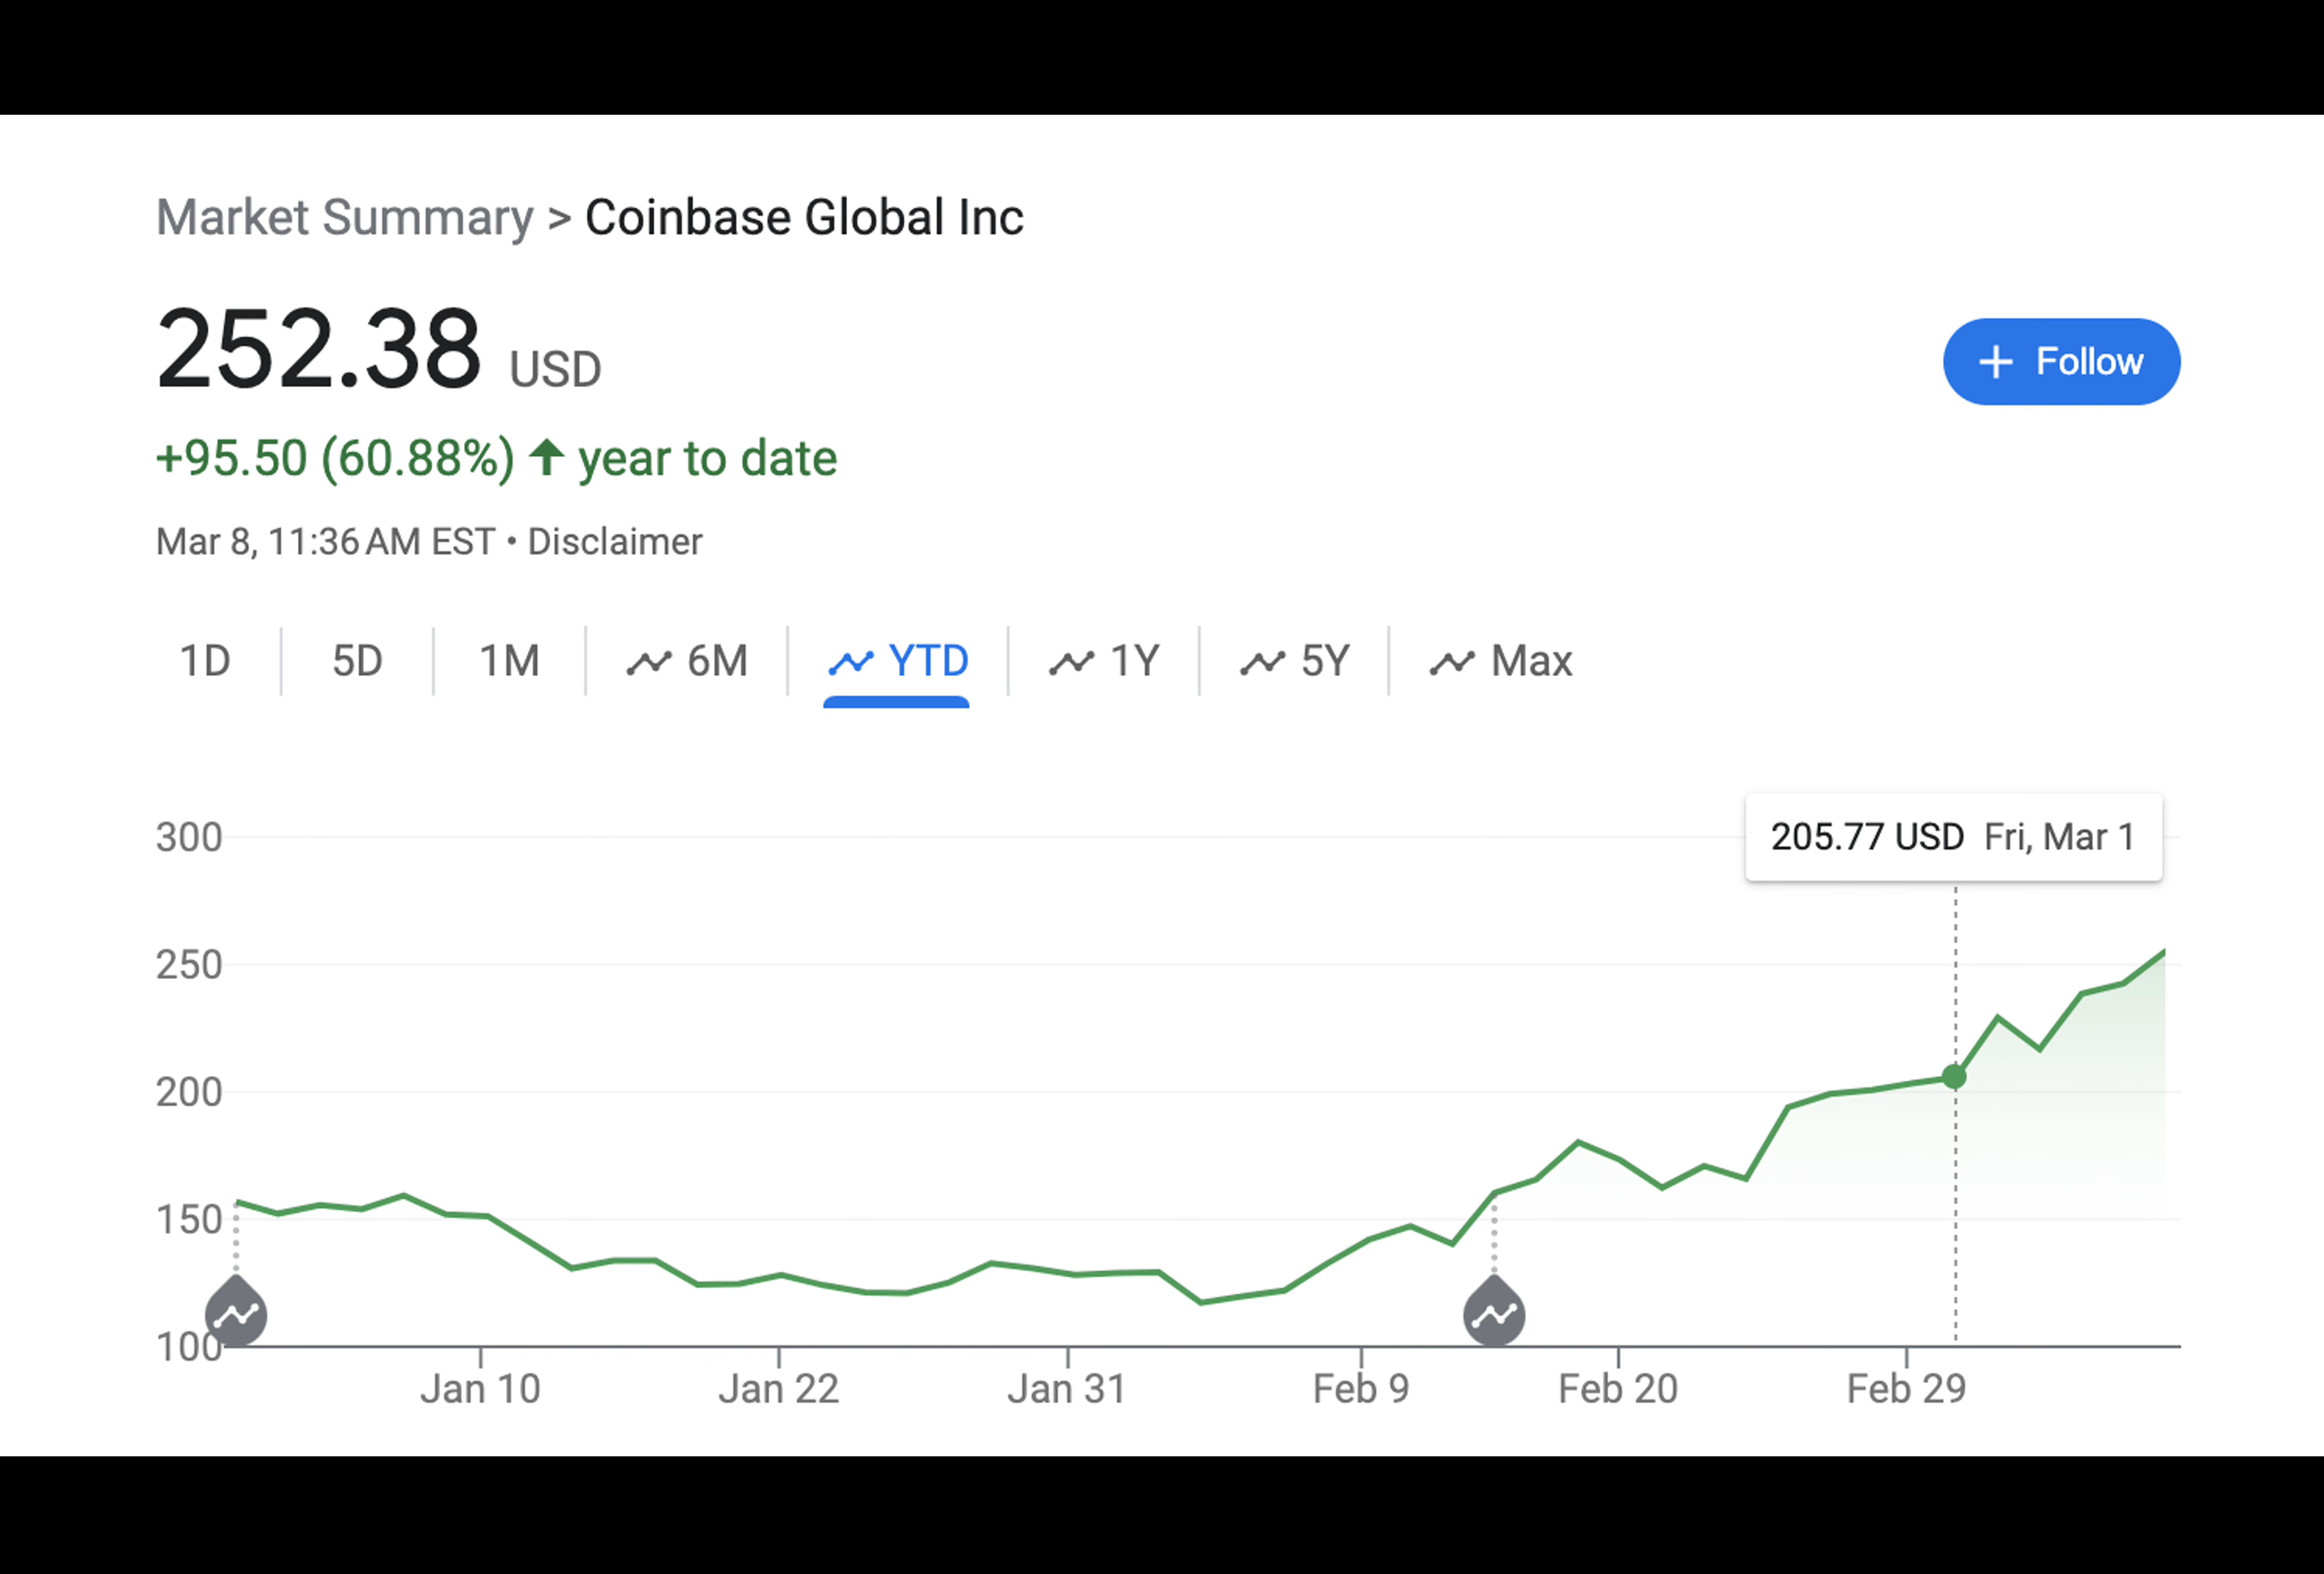 Market Summary > Coinbase Global Inc
252.38 USD
+ Follow
+95.50 (60.88%) ↑ year to date
Mar 8, 11:36 AM EST • Disclaimer
1D 5D 1M 6M YTD 1Y 5Y Max
205.77 USD Fri, Mar 1
300
250
200
150
100
Jan 10 Jan 22 Jan 31 Feb 9 Feb 20 Feb 29